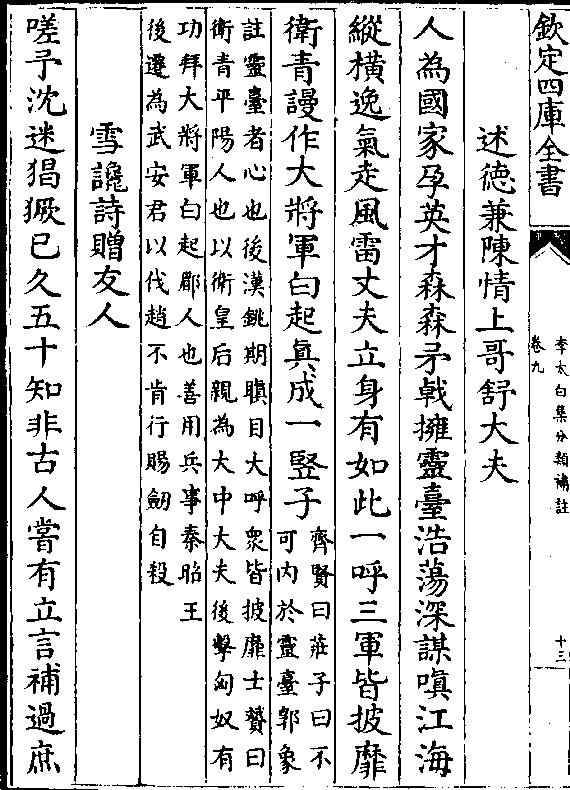 欽定四庫全書
李太白集分類補註
卷九
十三
述德兼陳情上哥舒大夫
人為國家孕英才森森矛戟擁靈臺浩蕩深謀噴江海
縱橫逸氣走風雷丈夫立身有如此一呼三軍皆披靡
衛青謾作大將軍白起真成一竪子
齊賢曰莊子曰不
可内於靈臺郭象
註靈臺者心也後漢銚期瞋目大呼衆皆披靡士贇曰
衛青平陽人也以衛皇后親為大中大夫後擊匈奴有
功拜大將軍白起郿人也善用兵事秦昭王
後遷為武安君以伐趙不肯行賜劒自殺
雪讒詩贈友人
嗟予沈迷猖獗已久五十知非古人嘗有立言補過庶